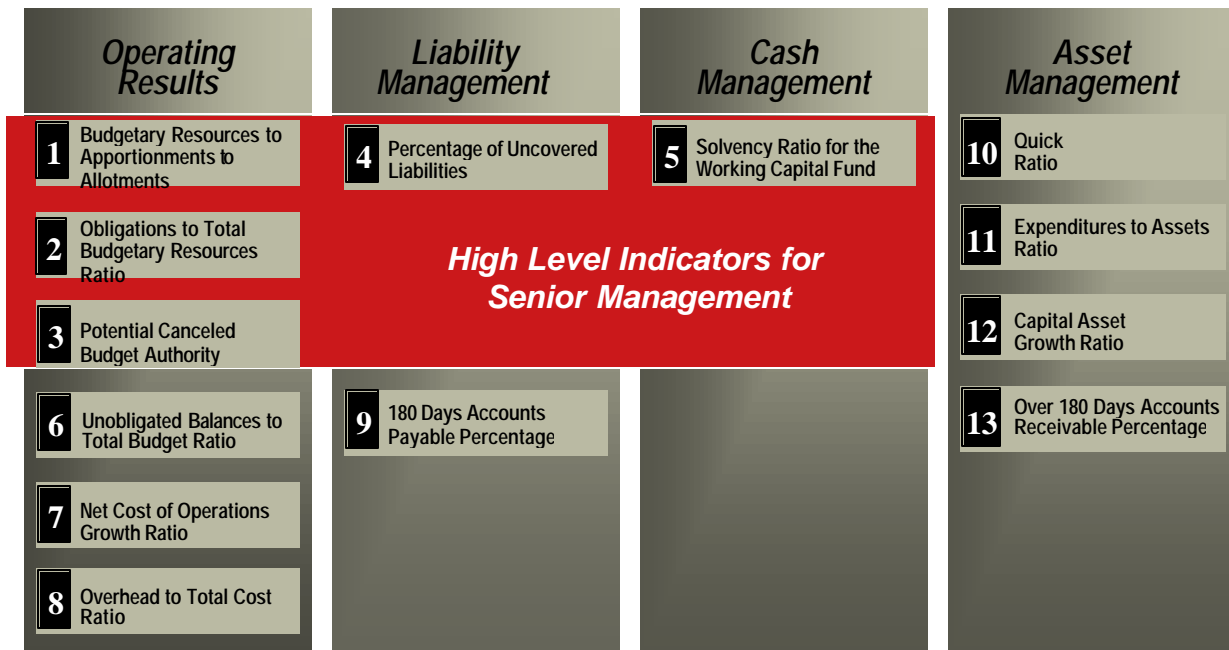 Operating
Results
1
Budgetary Resources to
Apportionments to
Allotments
2
Obligations to Total
Budgetary Resources
Ratio
3
Potential Canceled
Budget Authority
6
Unobligated Balances to
Total Budget Ratio
7
Net Cost of Operations
Growth Ratio
8
Overhead to Total Cost
Ratio
Liability
Management
4
Percentage of Uncovered
Liabilities
9
180 Days Accounts
Payable Percentage
Cash
Management
5
Solvency Ratio for the
Working Capital Fund
High Level Indicators for
Senior Management
Asset
Management
10
Quick
Ratio
11
Expenditures to Assets
Ratio
12
Capital Asset
Growth Ratio
13
Over 180 Days Accounts
Receivable Percentage